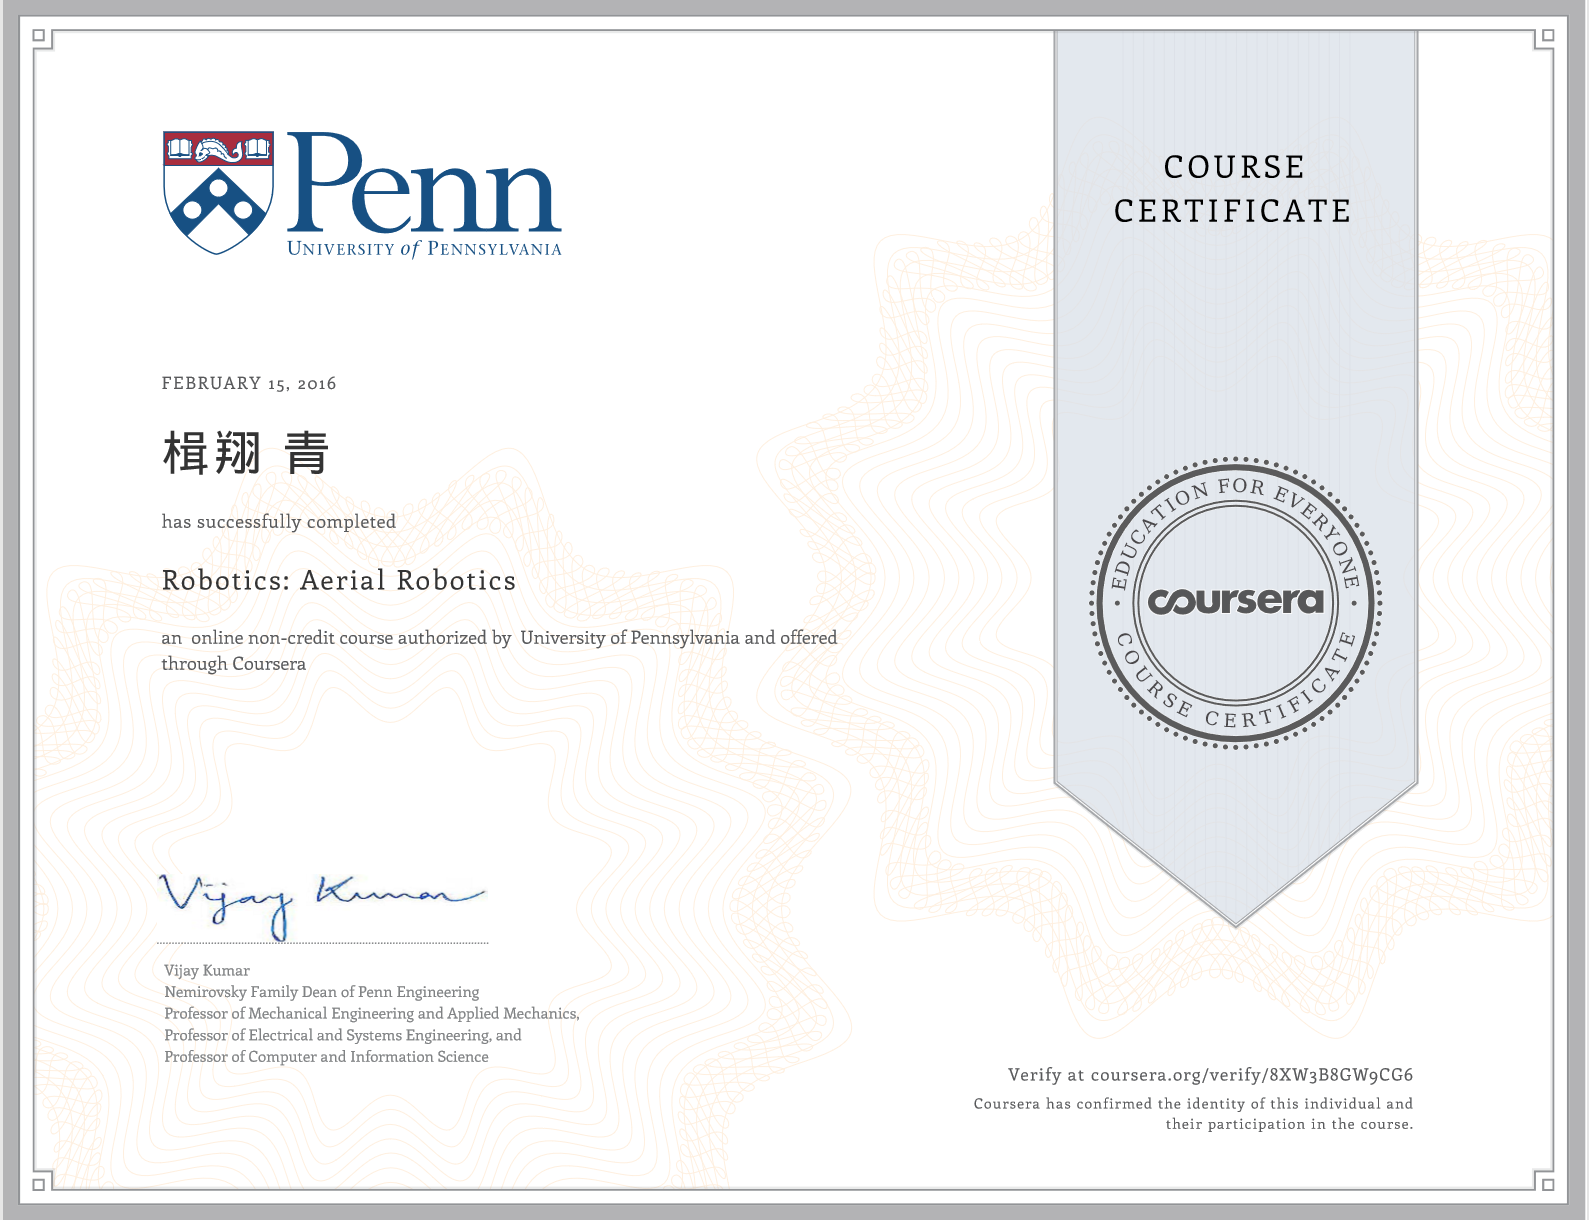 Penn
UNIVERSITY of PENNSYLVANIA
COURSE
CERTIFICATE
FEBRUARY 15, 2016
楫翔 青
has successfully completed
Robotics: Aerial Robotics
an online non-credit course authorized by University of Pennsylvania and offered
through Coursera
EDUCATION FOR EVERYONE
coursera
COURSE CERTIFICATE
Vijay Kumar
Vijay Kumar
Nemirovsky Family Dean of Penn Engineering
Professor of Mechanical Engineering and Applied Mechanics,
Professor of Electrical and Systems Engineering, and
Professor of Computer and Information Science
Verify at coursera.org/verify/8XW3B8GW9CG6
Coursera has confirmed the identity of this individual and
their participation in the course.